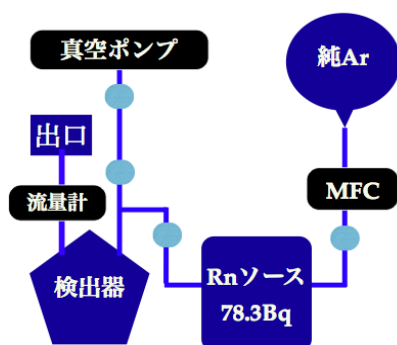 真空ポンプ
純Ar
出口
流量計
MFC
検出器
Rnソース
78.3Bq